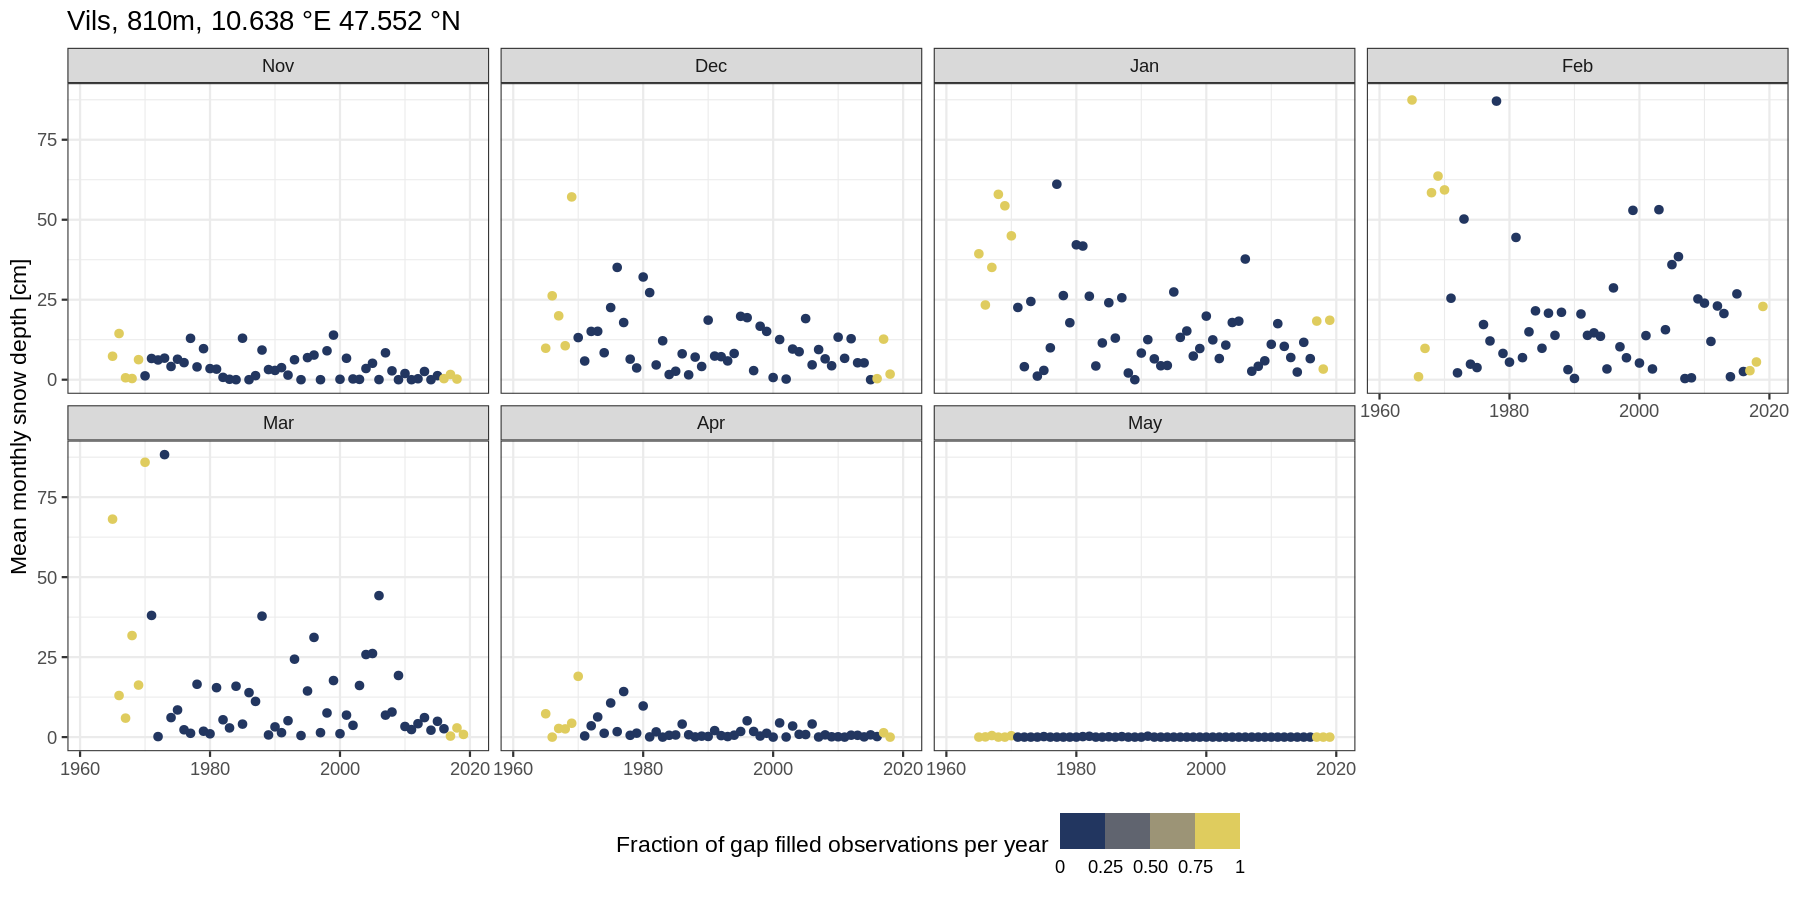 Vils, 810m, 10.638 °E 47.552 °N
Nov
Dec
Jan
Feb
75
50
25
0
1960 1980 2000 2020
Mean monthly snow depth [cm]
Mar
Apr
May
75
50
25
0
1960 1980 2000 2020 1960 1980 2000 2020 1960 1980 2000 2020
Fraction of gap filled observations per year
0 0.25 0.50 0.75 1